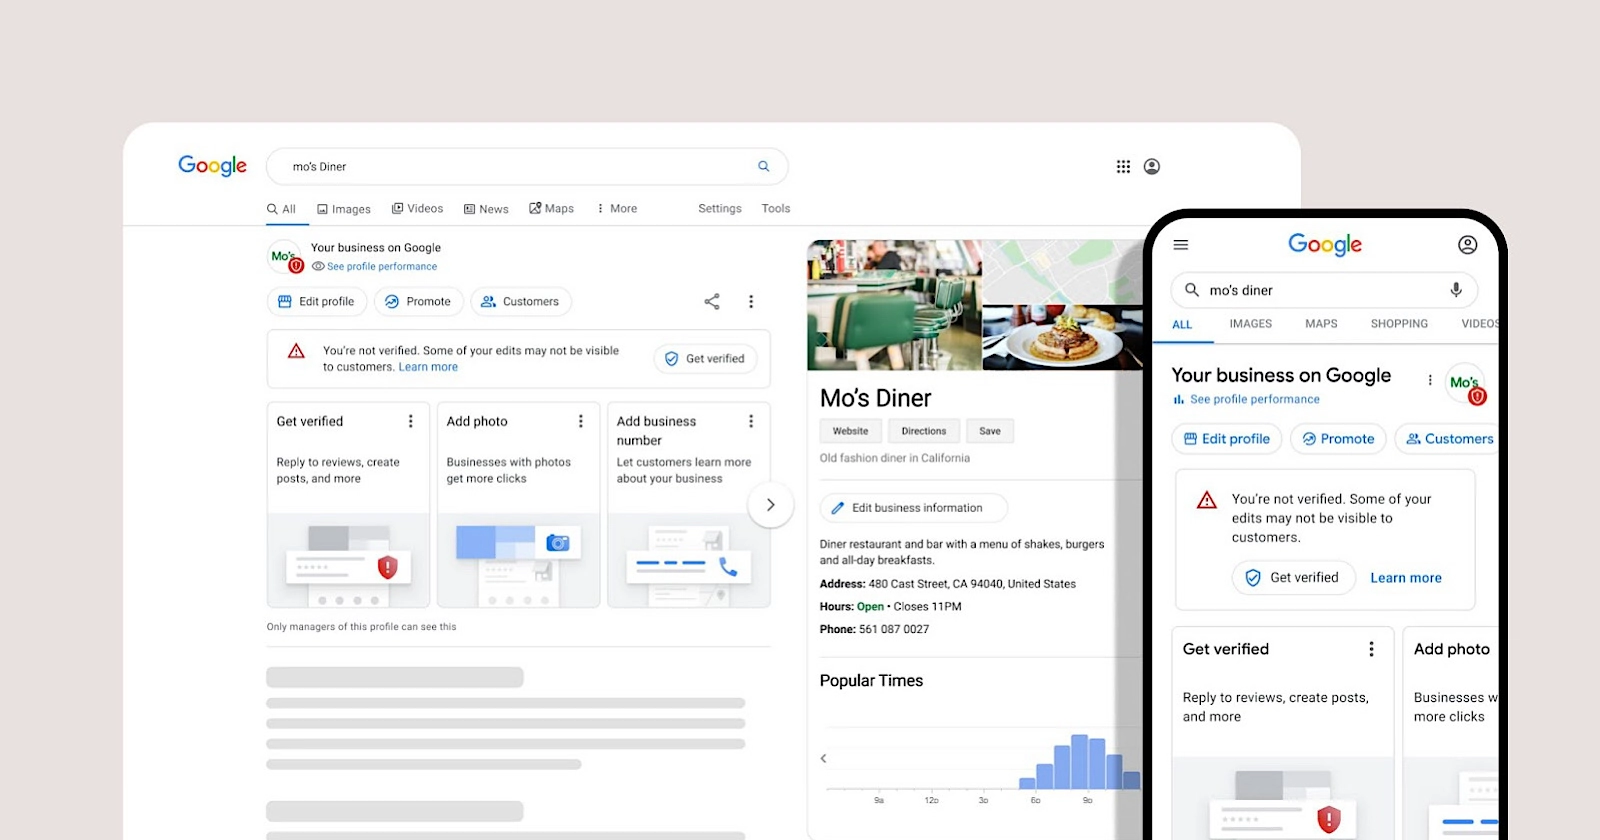 Google
mo's Diner
All
Images
Videos
News
Maps
More
Settings
Tools
Mo's
Your business on Google
See profile performance
Edit profile
Promote
Customers
You're not verified. Some of your edits may not be visible
to customers. Learn more
Get verified
Get verified
Reply to reviews, create
posts, and more
Add photo
Businesses with photos
get more clicks
Add business
number
Let customers learn more
about your business
Only managers of this profile can see this
Mo's Diner
Website
Directions
Save
Old fashion diner in California
Edit business information
Diner restaurant and bar with a menu of shakes, burgers
and all-day breakfasts.
Address: 480 Cast Street, CA 94040, United States
Hours: Open • Closes 11PM
Phone: 561 087 0027
Popular Times
9a
12p
3p
6p
9p
Google
mo's diner
ALL
IMAGES
MAPS
SHOPPING
VIDEOS
Your business on Google
Mo's
See profile performance
Edit profile
Promote
Customers
You're not verified. Some of your
edits may not be visible to
customers.
Get verified
Learn more
Get verified
Reply to reviews, create posts,
and more
Add photo
Businesses w
more clicks